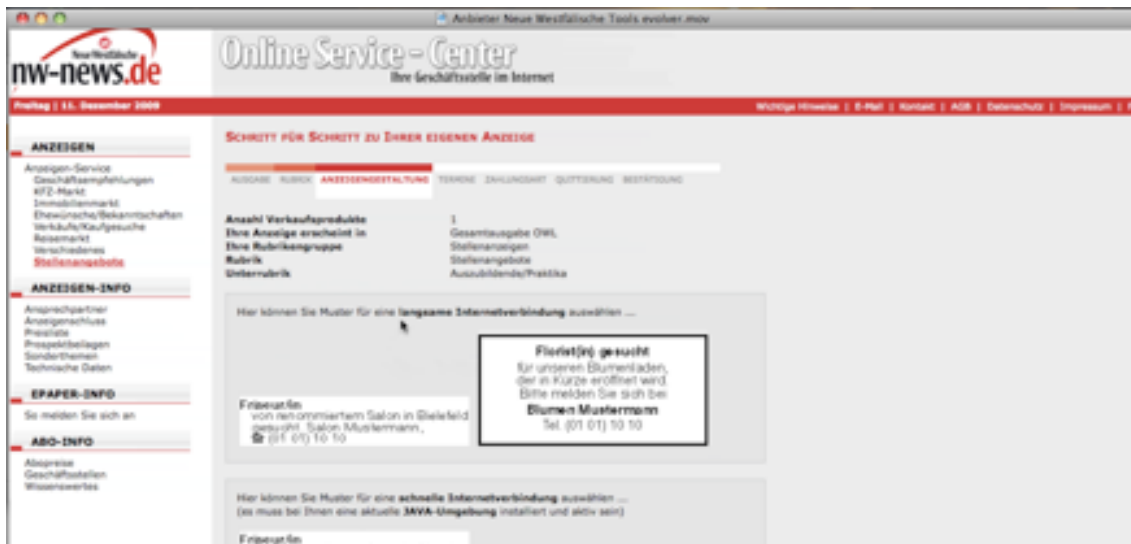 Anbieter Neue Westfälische Tools.evolver.mov
Neue Westfälische
nw-news.de
Online Service-Center
Ihre Geschäftsstelle im Internet
Freitag | 11. Dezember 2009
Wichtige Hinweise | E-Mail | Kontakt | AGB | Datenschutz | Impressum |
ANZEIGEN
Anzeigen-Service
Geschäftsempfehlungen
KFZ-Markt
Immobilienmarkt
Ehewünsche/Bekanntschaften
Verkäufe/Kaufgesuche
Reisemarkt
Verschiedenes
Stellenangebote
ANZEIGEN-INFO
Ansprechpartner
Anzeigenschluss
Preisliste
Prospektbeilagen
Sonderthemen
Technische Daten
EPAPER-INFO
So melden Sie sich an
ABO-INFO
Abopreise
Geschäftsstellen
Wissenswertes
SCHRITT FÜR SCHRITT ZU IHRER EIGENEN ANZEIGE
AUSGABE RUBRIK ANZEIGENGESTALTUNG TERMINE ZAHLUNGSART QUITTIERUNG BESTÄTIGUNG
Anzahl Verkaufsprodukte 1
Ihre Anzeige erscheint in Gesamtausgabe OWL
Ihre Rubrikengruppe Stellenanzeigen
Rubrik Stellenangebote
Unterrubrik Auszubildende/Praktika
Hier können Sie Muster für eine langsame Internetverbindung auswählen ...
Friseur/in
von renommiertem Salon in Bielefeld
gesucht. Salon Mustermann,
☎ (01 01) 10 10
Florist(in) gesucht
für unseren Blumenladen,
der in Kürze eröffnet wird.
Bitte melden Sie sich bei
Blumen Mustermann
Tel. (01 01) 10 10
Hier können Sie Muster für eine schnelle Internetverbindung auswählen ...
(es muss bei Ihnen eine aktuelle JAVA-Umgebung installiert und aktiv sein)
Friseur/in